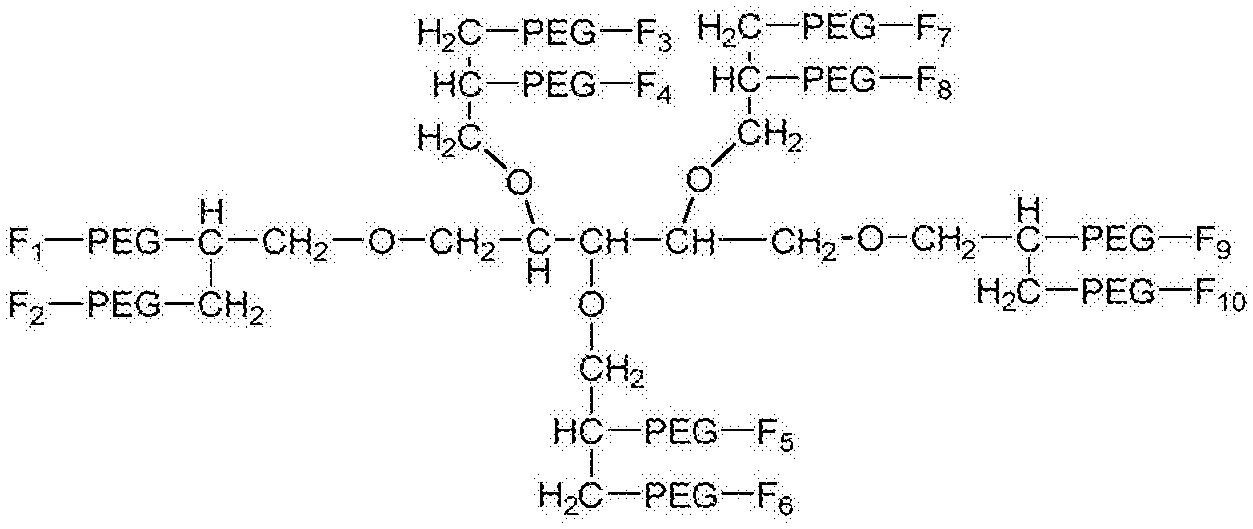 H₂C—PEG—F₃ H₂C—PEG—F₇
HC—PEG—F₄ HC—PEG—F₈
H₂C CH₂
O O
H H
F₁—PEG—C—CH₂—O—CH₂—C—CH—CH—CH₂-O—CH₂—C—PEG—F₉
H
F₂—PEG—CH₂ O H₂C—PEG—F₁₀
CH₂
HC—PEG—F₅
H₂C—PEG—F₆